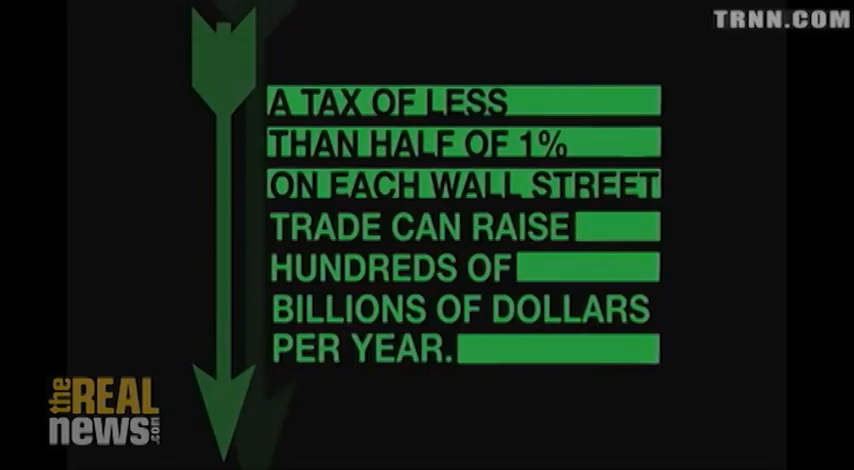 TRNN.COM
A TAX OF LESS
THAN HALF OF 1%
ON EACH WALL STREET
TRADE CAN RAISE
HUNDREDS OF
BILLIONS OF DOLLARS
PER YEAR.
the REAL
news.com